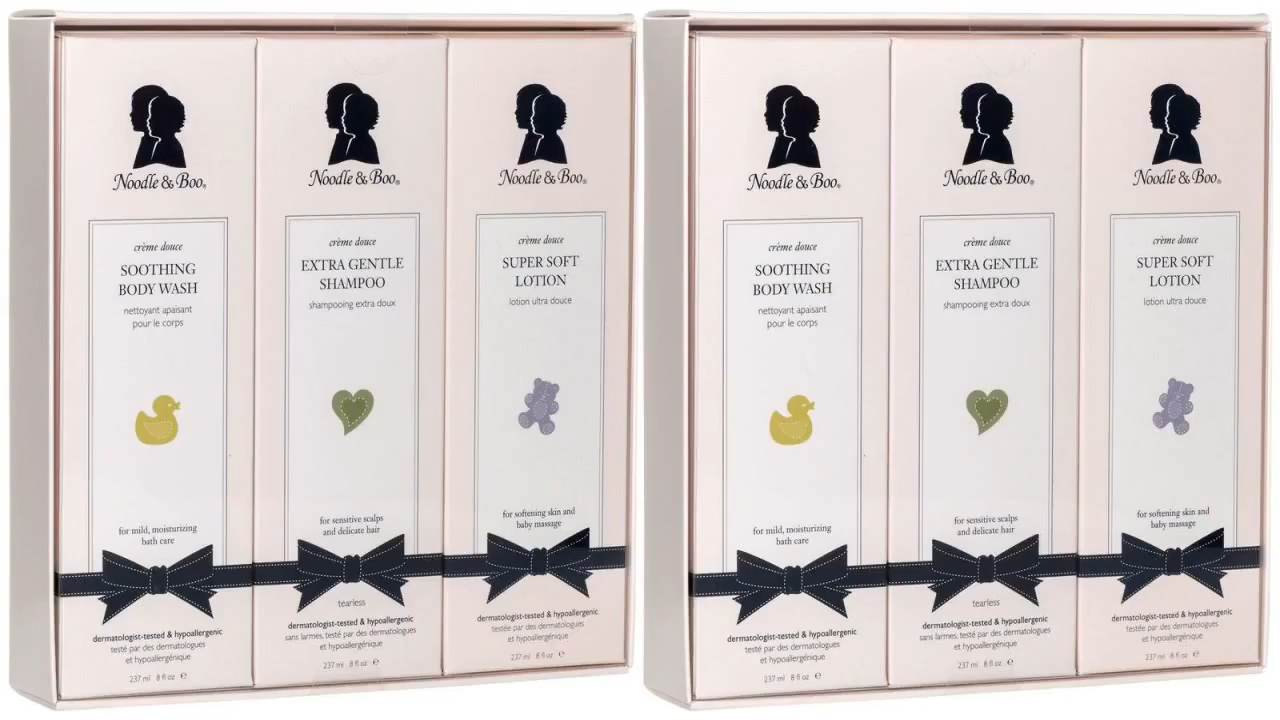 Noodle & Boo®
crème douce
SOOTHING
BODY WASH
nettoyant apaisant
pour le corps
for mild, moisturizing
bath care
dermatologist-tested & hypoallergenic
testé par des dermatologues
et hypoallergénique
237 ml 8 fl oz e
Noodle & Boo®
crème douce
EXTRA GENTLE
SHAMPOO
shampooing extra doux
for sensitive scalps
and delicate hair
tearless
dermatologist-tested & hypoallergenic
sans larmes, testé par des dermatologues
et hypoallergénique
237 ml 8 fl oz e
Noodle & Boo®
crème douce
SUPER SOFT
LOTION
lotion ultra douce
for softening skin and
baby massage
dermatologist-tested & hypoallergenic
testée par des dermatologues
et hypoallergénique
237 ml 8 fl oz e
Noodle & Boo®
crème douce
SOOTHING
BODY WASH
nettoyant apaisant
pour le corps
for mild, moisturizing
bath care
dermatologist-tested & hypoallergenic
testé par des dermatologues
et hypoallergénique
237 ml 8 fl oz e
Noodle & Boo®
crème douce
EXTRA GENTLE
SHAMPOO
shampooing extra doux
for sensitive scalps
and delicate hair
tearless
dermatologist-tested & hypoallergenic
sans larmes, testé par des dermatologues
et hypoallergénique
237 ml 8 fl oz e
Noodle & Boo®
crème douce
SUPER SOFT
LOTION
lotion ultra douce
for softening skin and
baby massage
dermatologist-tested & hypoallergenic
testée par des dermatologues
et hypoallergénique
237 ml 8 fl oz e